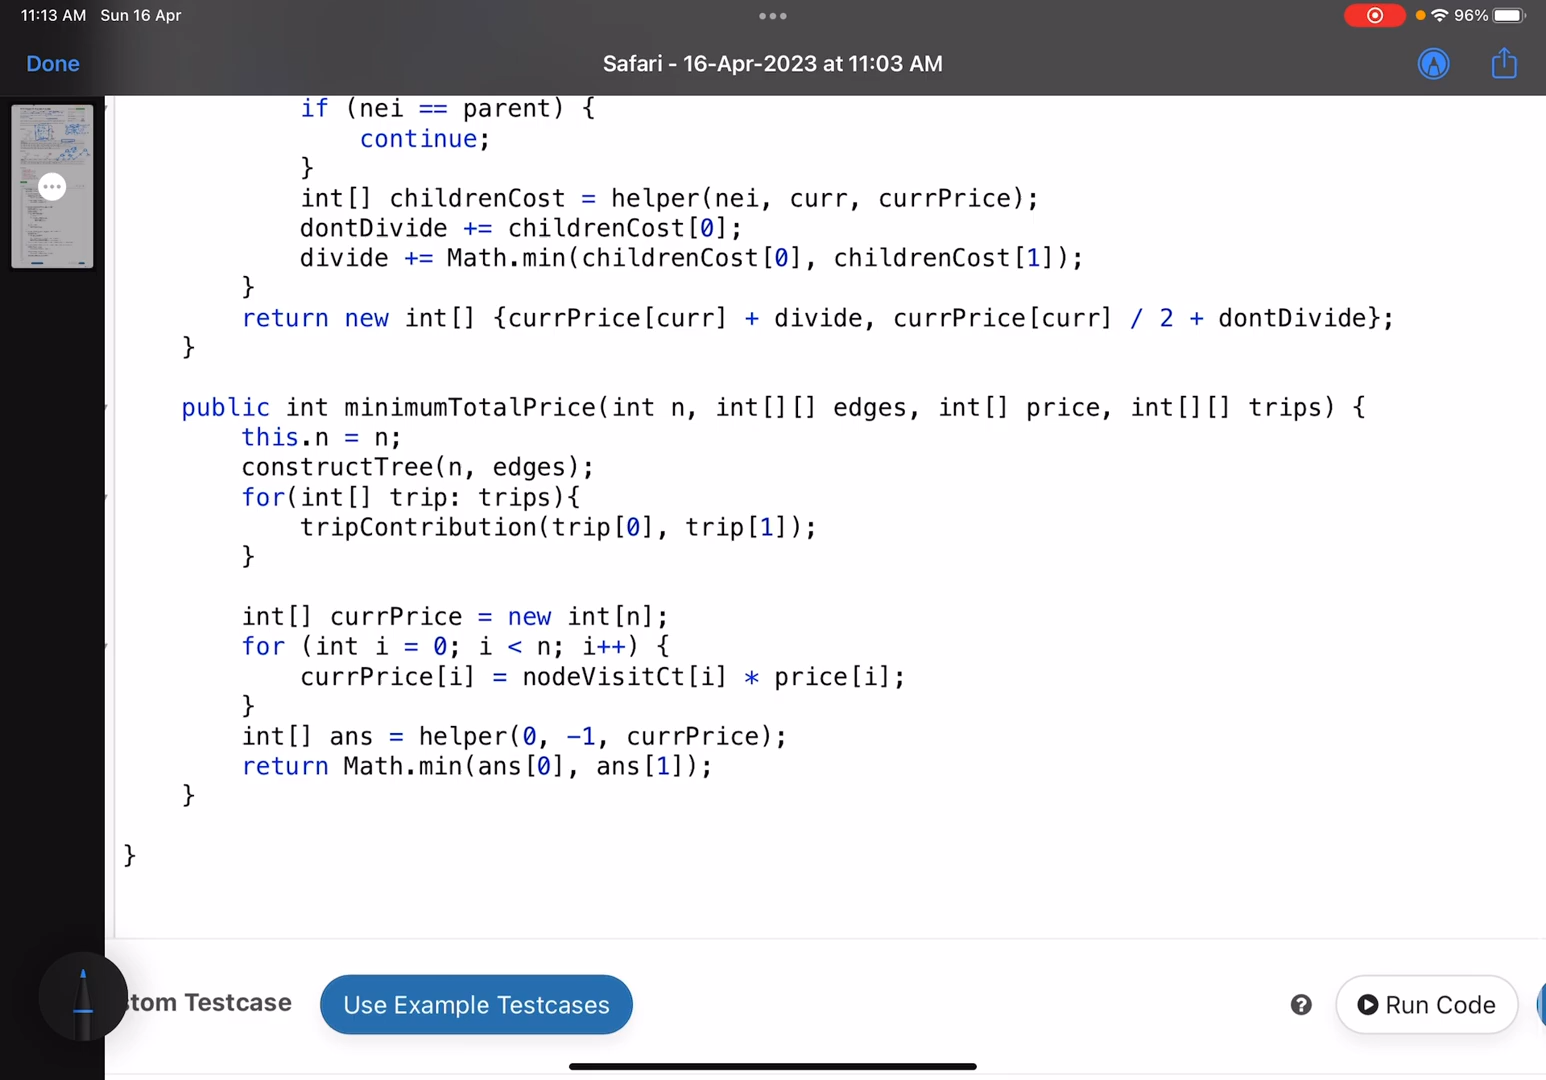 11:13 AM Sun 16 Apr
96%
Done
Safari - 16-Apr-2023 at 11:03 AM
if (nei == parent) {
continue;
}
int[] childrenCost = helper(nei, curr, currPrice);
dontDivide += childrenCost[0];
divide += Math.min(childrenCost[0], childrenCost[1]);
}
return new int[] {currPrice[curr] + divide, currPrice[curr] / 2 + dontDivide};
}
public int minimumTotalPrice(int n, int[][] edges, int[] price, int[][] trips) {
this.n = n;
constructTree(n, edges);
for(int[] trip: trips){
tripContribution(trip[0], trip[1]);
}
int[] currPrice = new int[n];
for (int i = 0; i < n; i++) {
currPrice[i] = nodeVisitCt[i] * price[i];
}
int[] ans = helper(0, -1, currPrice);
return Math.min(ans[0], ans[1]);
}
}
stom Testcase
Use Example Testcases
Run Code